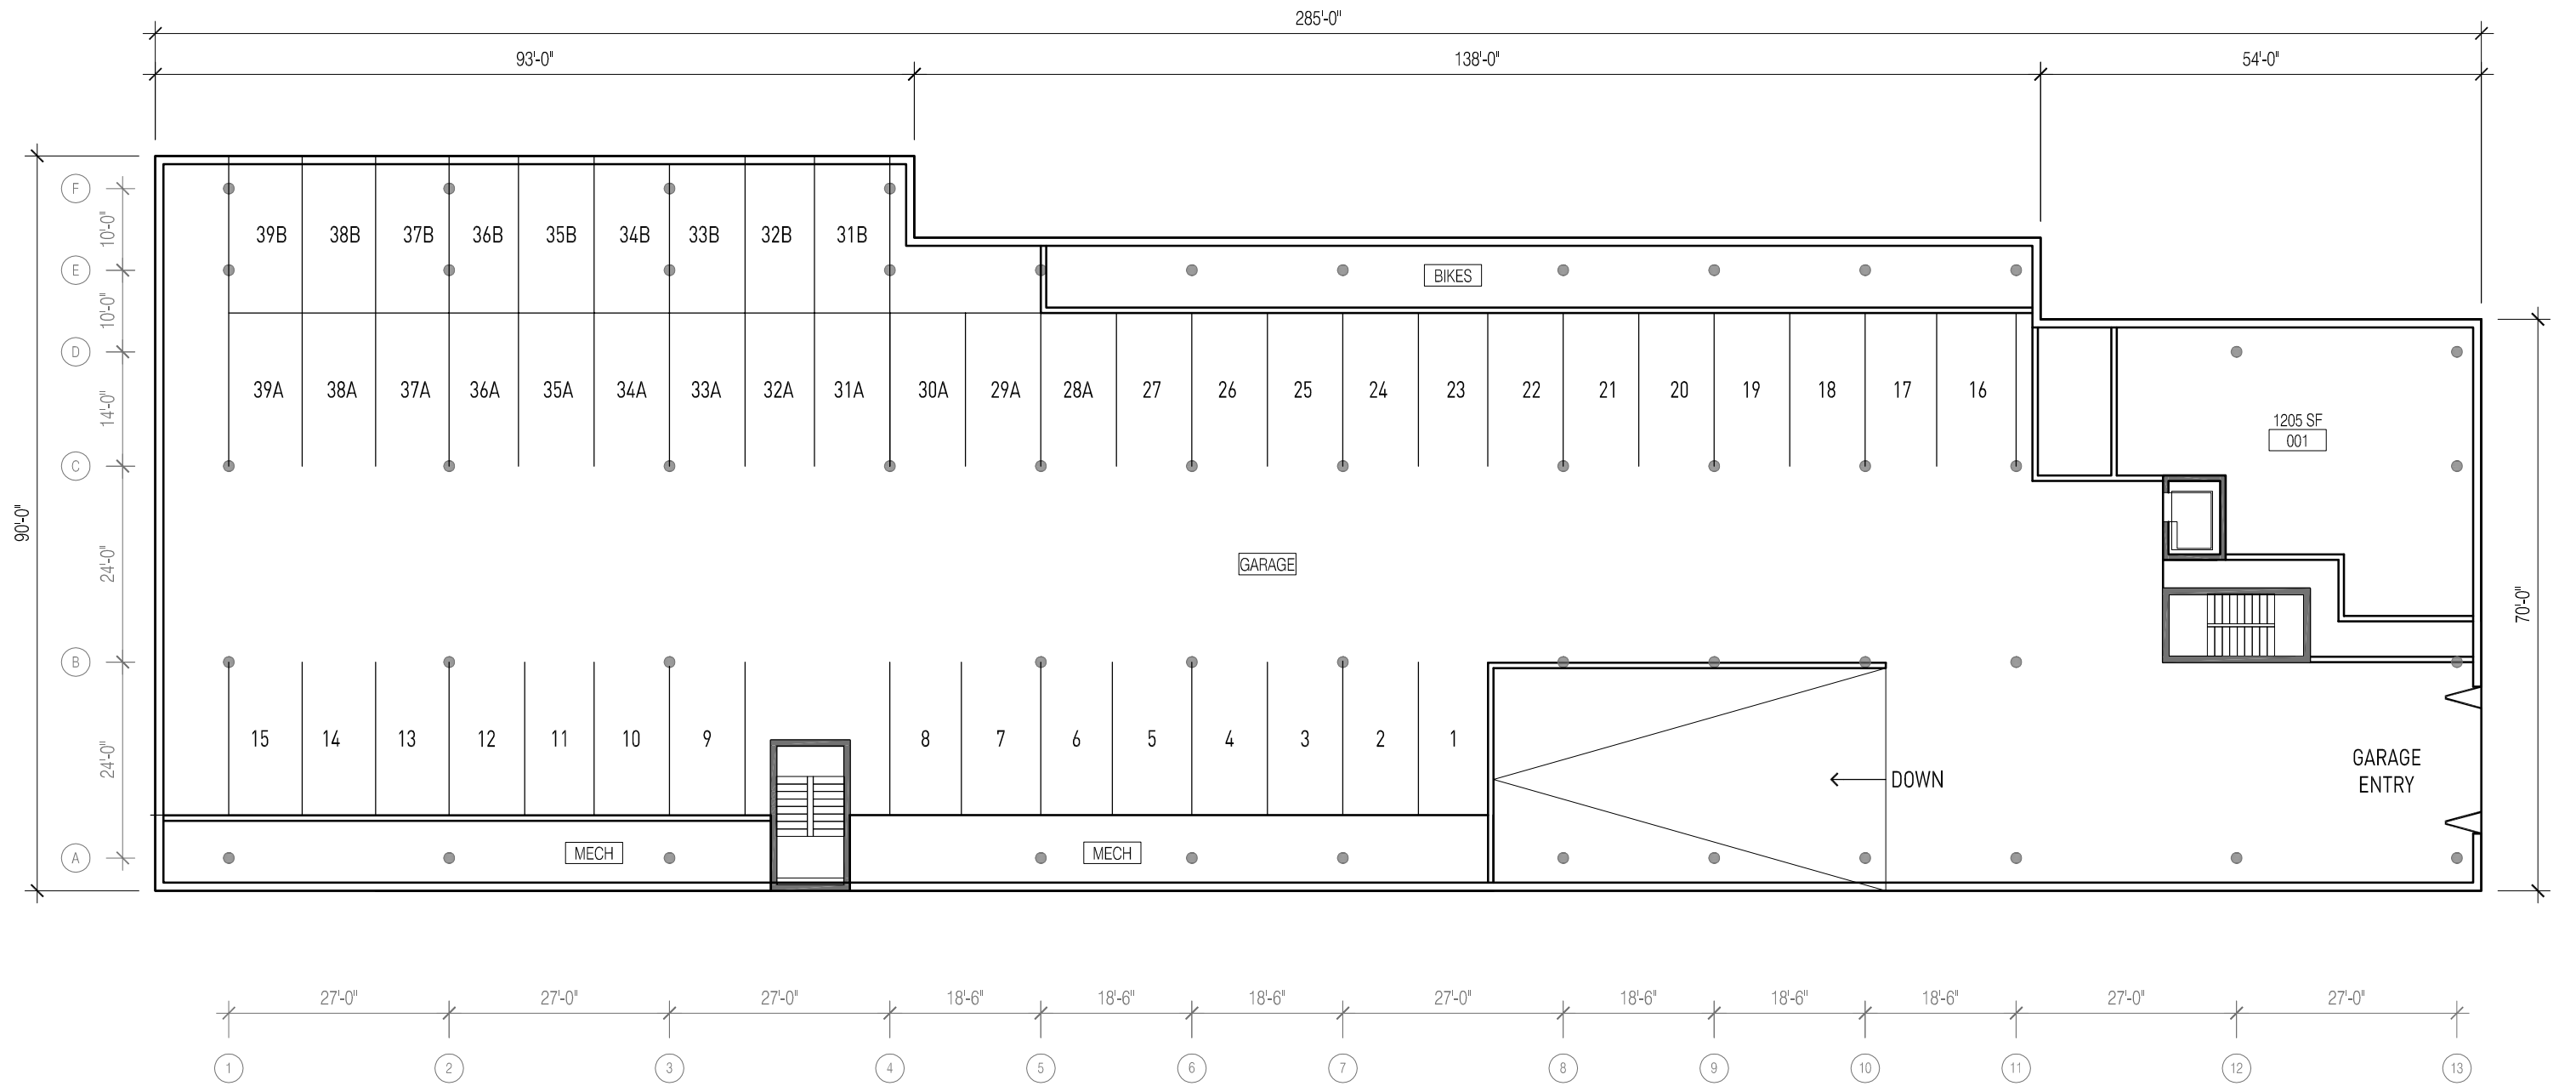 285'-0"
93'-0" 138'-0" 54'-0"
F
10'-0"
39B 38B 37B 36B 35B 34B 33B 32B 31B
E
BIKES
10'-0"
D
39A 38A 37A 36A 35A 34A 33A 32A 31A 30A 29A 28A 27 26 25 24 23 22 21 20 19 18 17 16
14'-0"
1205 SF
001
C
90'-0"
24'-0"
GARAGE
70'-0"
B
15 14 13 12 11 10 9 8 7 6 5 4 3 2 1
24'-0"
DOWN
GARAGE
ENTRY
A
MECH MECH
27'-0" 27'-0" 27'-0" 18'-6" 18'-6" 18'-6" 27'-0" 18'-6" 18'-6" 18'-6" 27'-0" 27'-0"
1 2 3 4 5 6 7 8 9 10 11 12 13